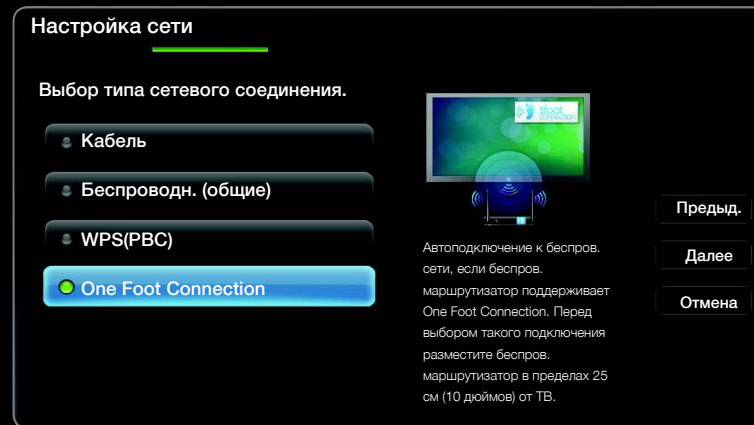 Настройка сети
Выбор типа сетевого соединения.
Кабель
Беспроводн. (общие)
WPS(PBC)
One Foot Connection
1foot
CONNECTION
Автоподключение к беспров.
сети, если беспров.
маршрутизатор поддерживает
One Foot Connection. Перед
выбором такого подключения
разместите беспров.
маршрутизатор в пределах 25
см (10 дюймов) от ТВ.
Предыд.
Далее
Отмена